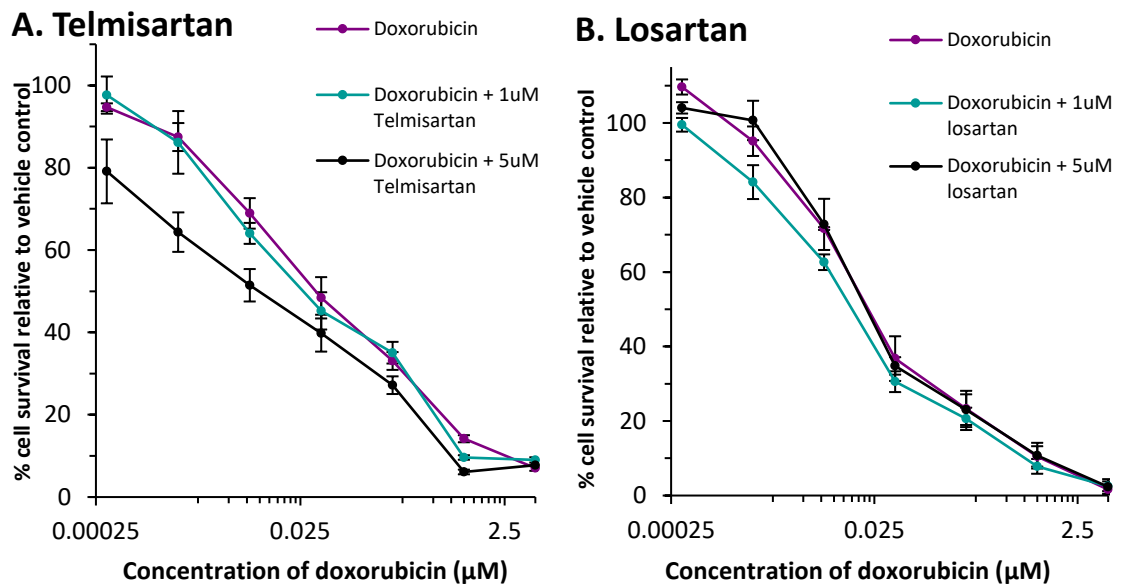 A. Telmisartan
Doxorubicin
Doxorubicin + 1uM
Telmisartan
Doxorubicin + 5uM
Telmisartan
% cell survival relative to vehicle control
100
80
60
40
20
0
0.00025
0.025
2.5
Concentration of doxorubicin (µM)
B. Losartan
Doxorubicin
Doxorubicin + 1uM
losartan
Doxorubicin + 5uM
losartan
% cell survival relative to vehicle control
100
80
60
40
20
0
0.00025
0.025
2.5
Concentration of doxorubicin (µM)